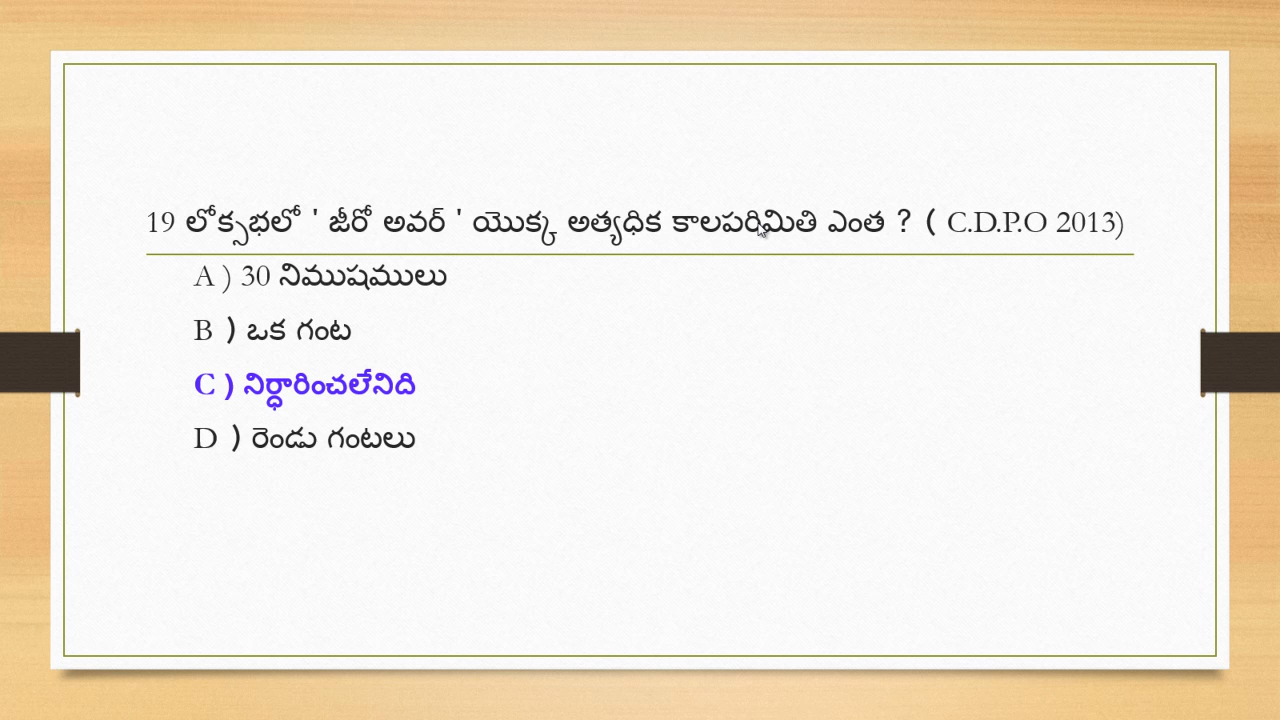 19 లోక్సభలో ' జీరో అవర్ ' యొక్క అత్యధిక కాలపరిమితి ఎంత ? ( C.D.P.O 2013)
A ) 30 నిముషములు
B ) ఒక గంట
C ) నిర్ధారించలేనిది
D ) రెండు గంటలు